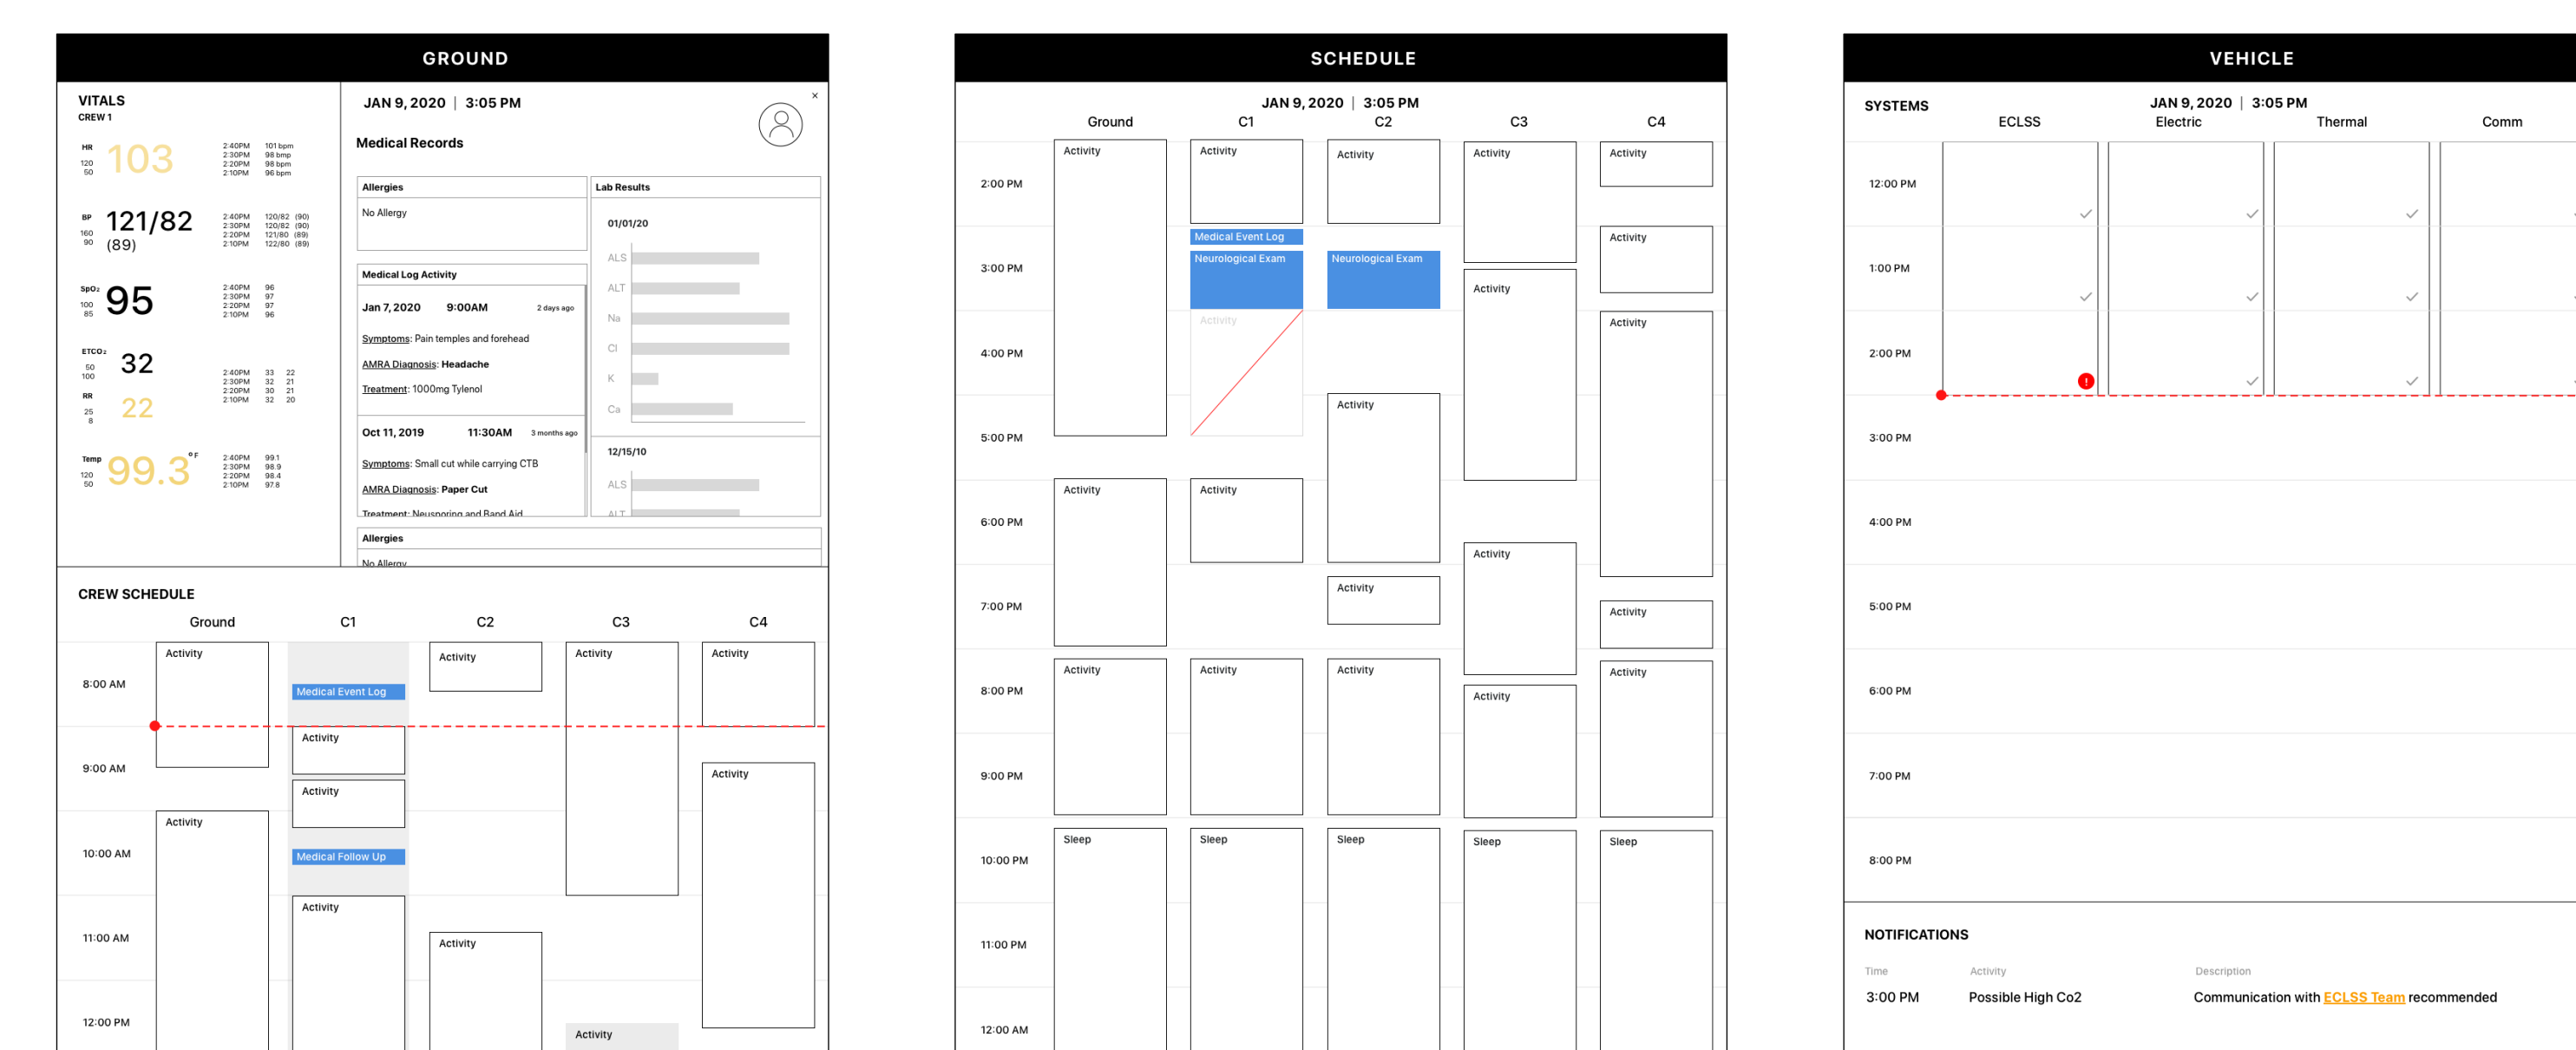 GROUND
VITALS
CREW 1
HR
120
50
103
2:40PM 101 bpm
2:30PM 98 bmp
2:20PM 98 bpm
2:10PM 96 bpm
BP
160
90
121/82
(89)
2:40PM 120/82 (90)
2:30PM 120/82 (90)
2:20PM 121/80 (89)
2:10PM 122/80 (89)
SpO2
100
85
95
2:40PM 96
2:30PM 97
2:20PM 97
2:10PM 96
ETCO2
50
100
32
RR
25
8
22
2:40PM 33 22
2:30PM 32 21
2:20PM 30 21
2:10PM 32 20
Temp
120
50
99.3 °F
2:40PM 99.1
2:30PM 98.9
2:20PM 98.4
2:10PM 97.8
JAN 9, 2020 | 3:05 PM
×
Medical Records
Allergies
No Allergy
Medical Log Activity
Jan 7, 2020 9:00AM 2 days ago
Symptoms: Pain temples and forehead
AMRA Diagnosis: Headache
Treatment: 1000mg Tylenol
Oct 11, 2019 11:30AM 3 months ago
Symptoms: Small cut while carrying CTB
AMRA Diagnosis: Paper Cut
Treatment: Neusporing and Band Aid
Lab Results
01/01/20
ALS
ALT
Na
Cl
K
Ca
12/15/10
ALS
ALT
Allergies
No Allergy
CREW SCHEDULE
Ground C1 C2 C3 C4
Activity Activity Activity Activity
8:00 AM
Medical Event Log
Activity
9:00 AM
Activity
Activity
Activity
10:00 AM
Medical Follow Up
Activity
11:00 AM
Activity
12:00 PM
Activity
SCHEDULE
JAN 9, 2020 | 3:05 PM
Ground C1 C2 C3 C4
Activity Activity Activity Activity Activity
2:00 PM
Medical Event Log
Activity
Neurological Exam Neurological Exam
3:00 PM
Activity
Activity
Activity
4:00 PM
Activity
5:00 PM
Activity Activity
6:00 PM
Activity
Activity
7:00 PM
Activity
Activity Activity Activity Activity
8:00 PM
Activity
9:00 PM
Sleep Sleep Sleep Sleep Sleep
10:00 PM
11:00 PM
12:00 AM
VEHICLE
SYSTEMS
JAN 9, 2020 | 3:05 PM
ECLSS Electric Thermal Comm
12:00 PM
1:00 PM
2:00 PM
!
3:00 PM
4:00 PM
5:00 PM
6:00 PM
7:00 PM
8:00 PM
NOTIFICATIONS
Time Activity Description
3:00 PM Possible High Co2 Communication with ECLSS Team recommended